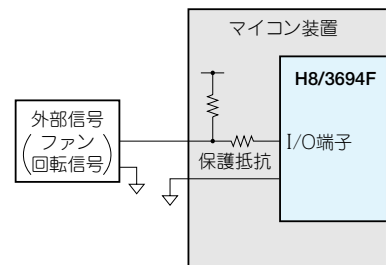 マイコン装置
H8/3694F
外部信号
(ファン
回転信号)
I/O端子
保護抵抗